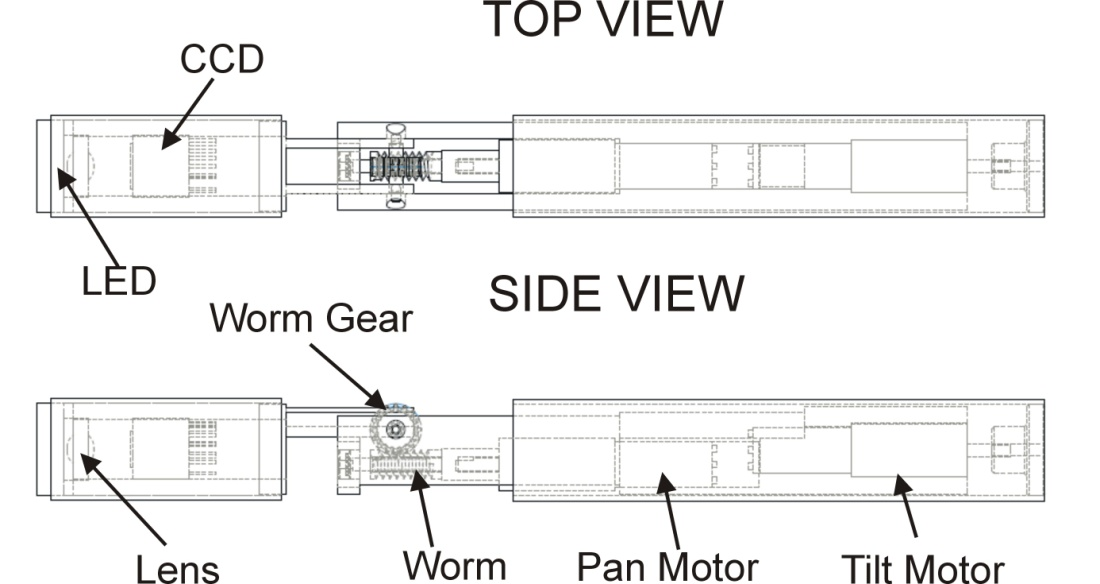 TOP VIEW
CCD
LED
SIDE VIEW
Worm Gear
Lens
Worm
Pan Motor
Tilt Motor